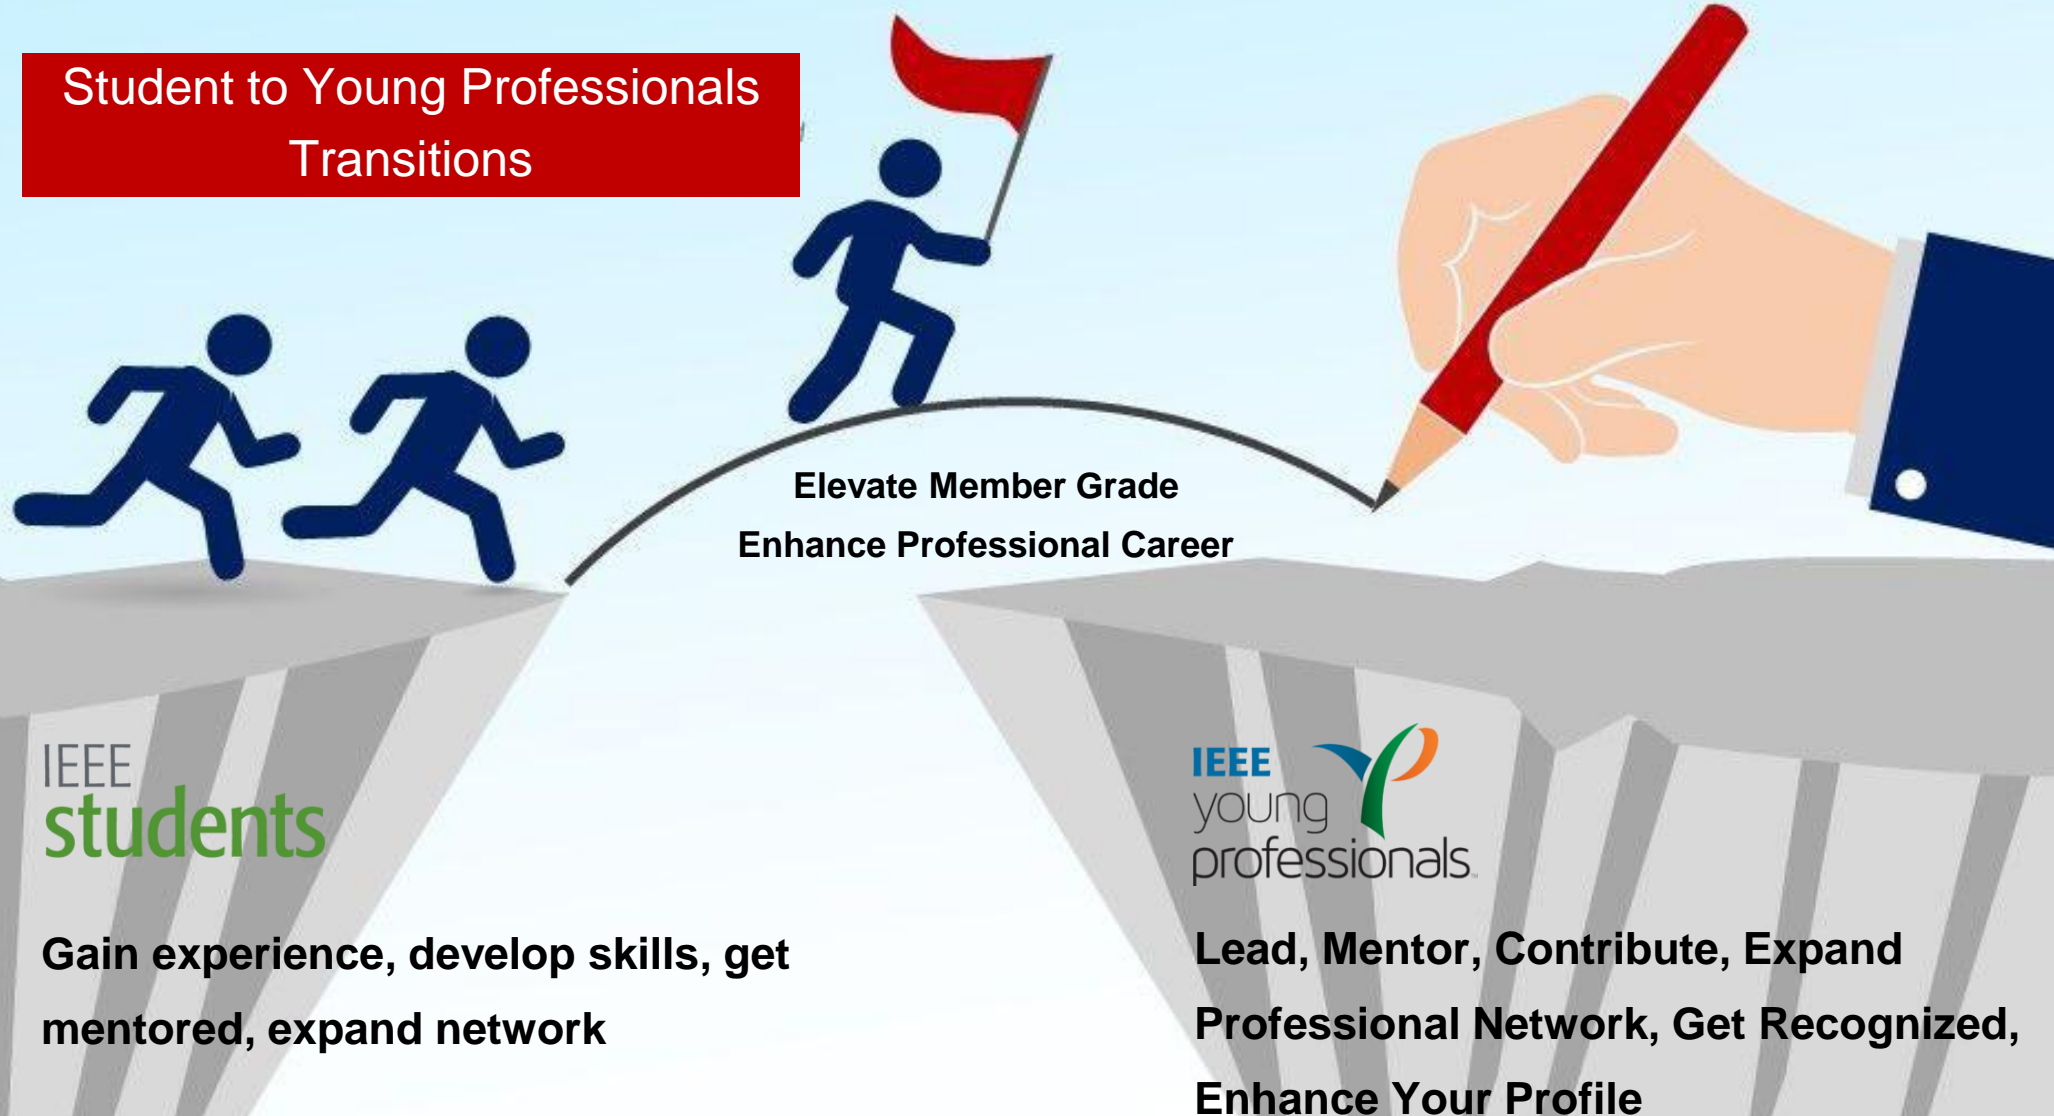 Student to Young Professionals
Transitions
Elevate Member Grade
Enhance Professional Career
IEEE
students
Gain experience, develop skills, get
mentored, expand network
IEEE
young
professionals
Lead, Mentor, Contribute, Expand
Professional Network, Get Recognized,
Enhance Your Profile